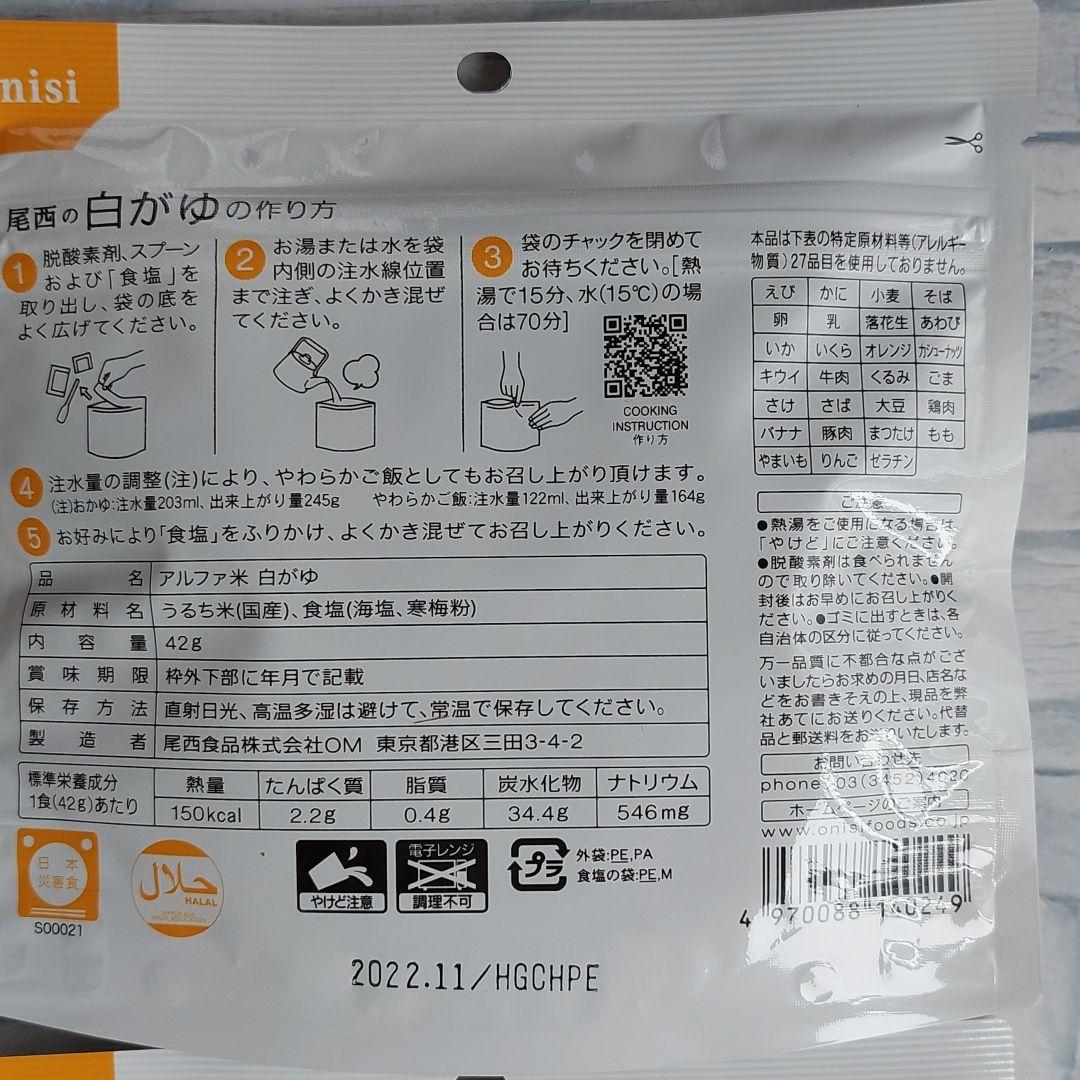 nisi
尾西の白がゆの作り方
1 脱酸素剤、スプーン
および「食塩」を
取り出し、袋の底を
よく広げてください。
2 お湯または水を袋
内側の注水線位置
まで注ぎ、よくかき混ぜ
てください。
3 袋のチャックを閉めて
お待ちください。[熱
湯で15分、水(15℃)の場
合は70分]
COOKING
INSTRUCTION
作り方
4 注水量の調整(注)により、やわらかご飯としてもお召し上がり頂けます。
(注)おかゆ:注水量203ml、出来上がり量245g やわらかご飯:注水量122ml、出来上がり量164g
5 お好みにより「食塩」をふりかけ、よくかき混ぜてお召し上がりください。
品名 アルファ米 白がゆ
原材料名 うるち米(国産)、食塩(海塩、寒梅粉)
内容量 42g
賞味期限 枠外下部に年月で記載
保存方法 直射日光、高温多湿は避けて、常温で保存してください。
製造者 尾西食品株式会社OM 東京都港区三田3-4-2
標準栄養成分
1食(42g)あたり
熱量 たんぱく質 脂質 炭水化物 ナトリウム
150kcal 2.2g 0.4g 34.4g 546mg
日本
災害食
S00021
حلال
HALAL
NIPPON ASIA
HALAL ASSOCIATION
やけど注意
電子レンジ
調理不可
プラ
外袋:PE,PA
食塩の袋:PE,M
2022.11/HGCHPE
本品は下表の特定原材料等(アレルギー
物質)27品目を使用しておりません。
えび かに 小麦 そば
卵 乳 落花生 あわび
いか いくら オレンジ カシューナッツ
キウイ 牛肉 くるみ ごま
さけ さば 大豆 鶏肉
バナナ 豚肉 まつたけ もも
やまいも りんご ゼラチン
ご注意
●熱湯をご使用になる場合は、
「やけど」にご注意ください。
●脱酸素剤は食べられません
ので取り除いてください。●開
封後はお早めにお召し上がりく
ださい。●ゴミに出すときは、各
自治体の区分に従ってください。
万一品質に不都合な点がござ
いましたらお求めの月日、店名な
どをお書きそえの上、現品を弊
社あてにお送りください。代替
品と郵送料をお送りいたします。
お問い合わせ先
phone 03(3452)4020
ホームページのご案内
www.onisifoods.co.jp
4 970088 140249